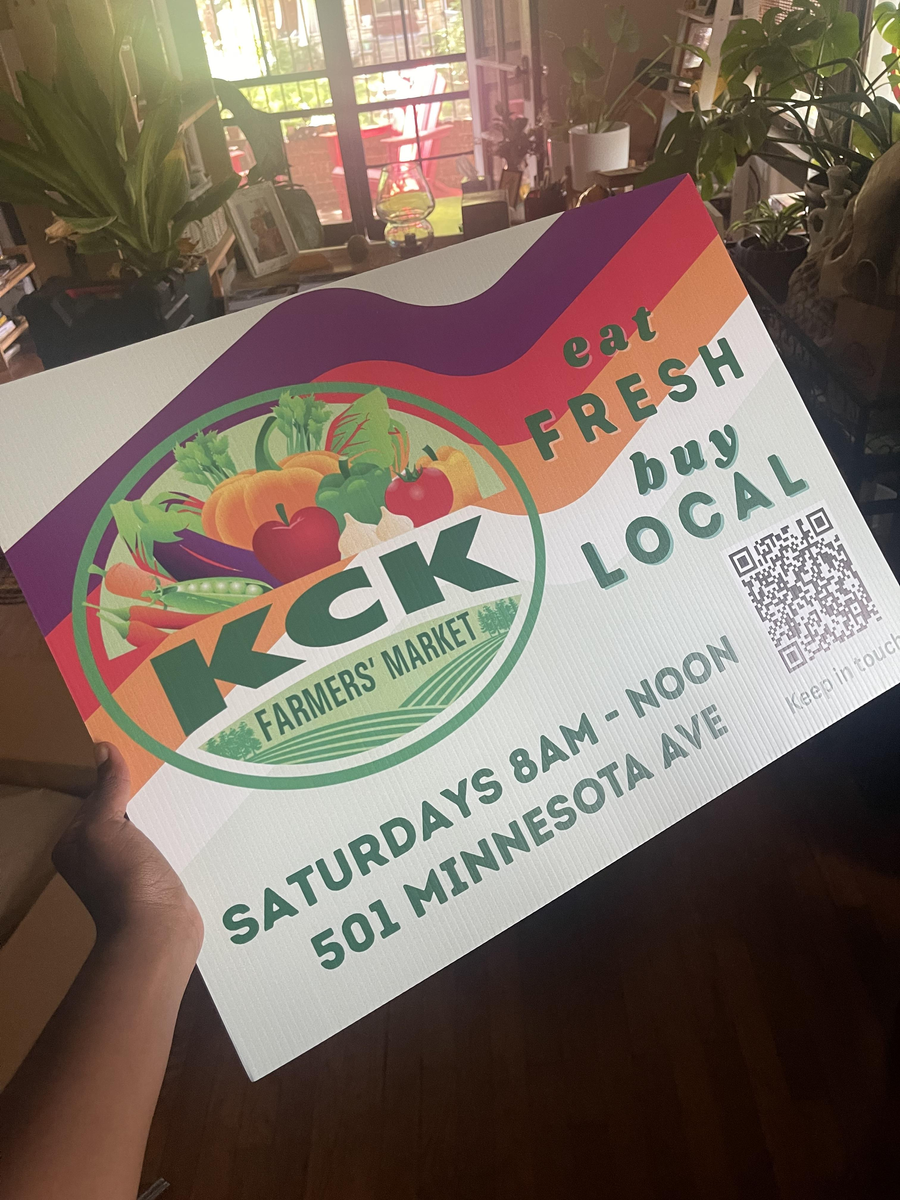 eat
FRESH
buy
LOCAL
KCK
FARMERS' MARKET
Keep in touch
SATURDAYS 8AM - NOON
501 MINNESOTA AVE